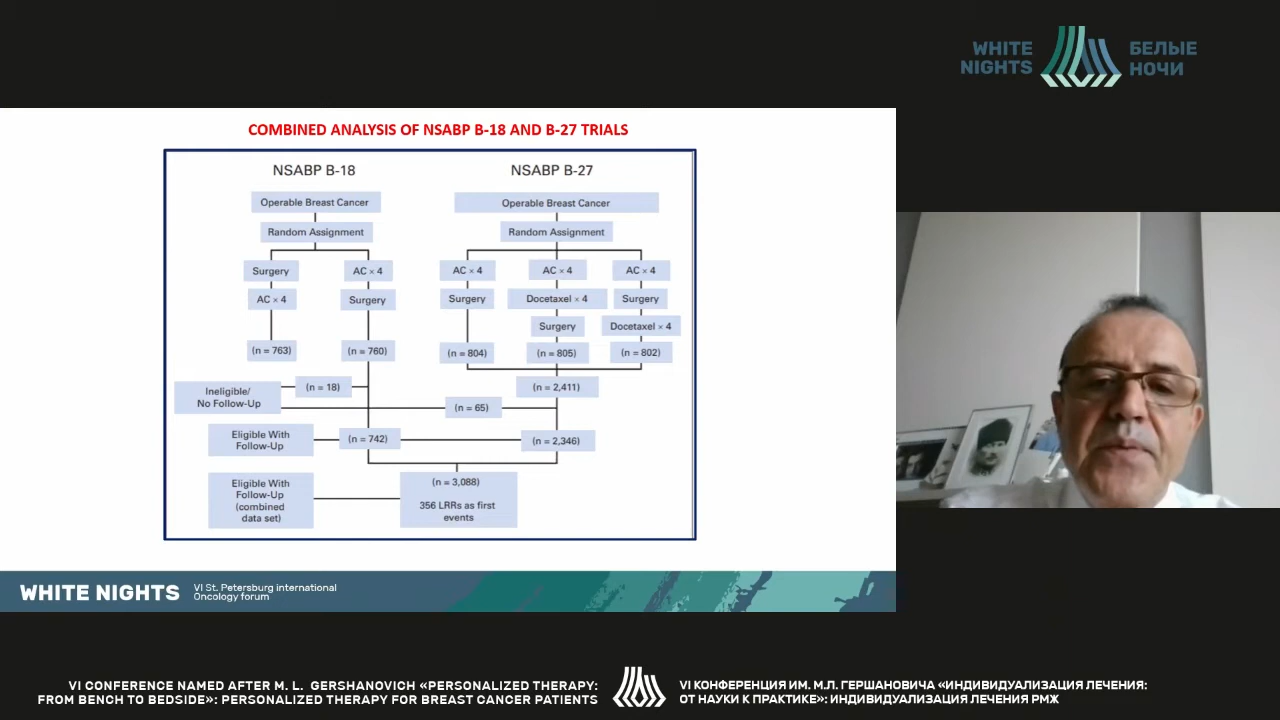 WHITE
NIGHTS
БЕЛЫЕ
НОЧИ
COMBINED ANALYSIS OF NSABP B-18 AND B-27 TRIALS
NSABP B-18
Operable Breast Cancer
Random Assignment
Surgery
AC × 4
AC × 4
Surgery
(n = 763)
(n = 760)
NSABP B-27
Operable Breast Cancer
Random Assignment
AC × 4
AC × 4
AC × 4
Surgery
Docetaxel × 4
Surgery
Surgery
Docetaxel × 4
(n = 804)
(n = 805)
(n = 802)
Ineligible/
No Follow-Up
(n = 18)
(n = 2,411)
(n = 65)
Eligible With
Follow-Up
(n = 742)
(n = 2,346)
Eligible With
Follow-Up
(combined
data set)
(n = 3,088)
356 LRRs as first
events
WHITE NIGHTS
VI St. Petersburg international
Oncology forum
VI CONFERENCE NAMED AFTER M. L. GERSHANOVICH «PERSONALIZED THERAPY:
FROM BENCH TO BEDSIDE»: PERSONALIZED THERAPY FOR BREAST CANCER PATIENTS
VI КОНФЕРЕНЦИЯ ИМ. М.Л. ГЕРШАНОВИЧА «ИНДИВИДУАЛИЗАЦИЯ ЛЕЧЕНИЯ:
ОТ НАУКИ К ПРАКТИКЕ»: ИНДИВИДУАЛИЗАЦИЯ ЛЕЧЕНИЯ РМЖ